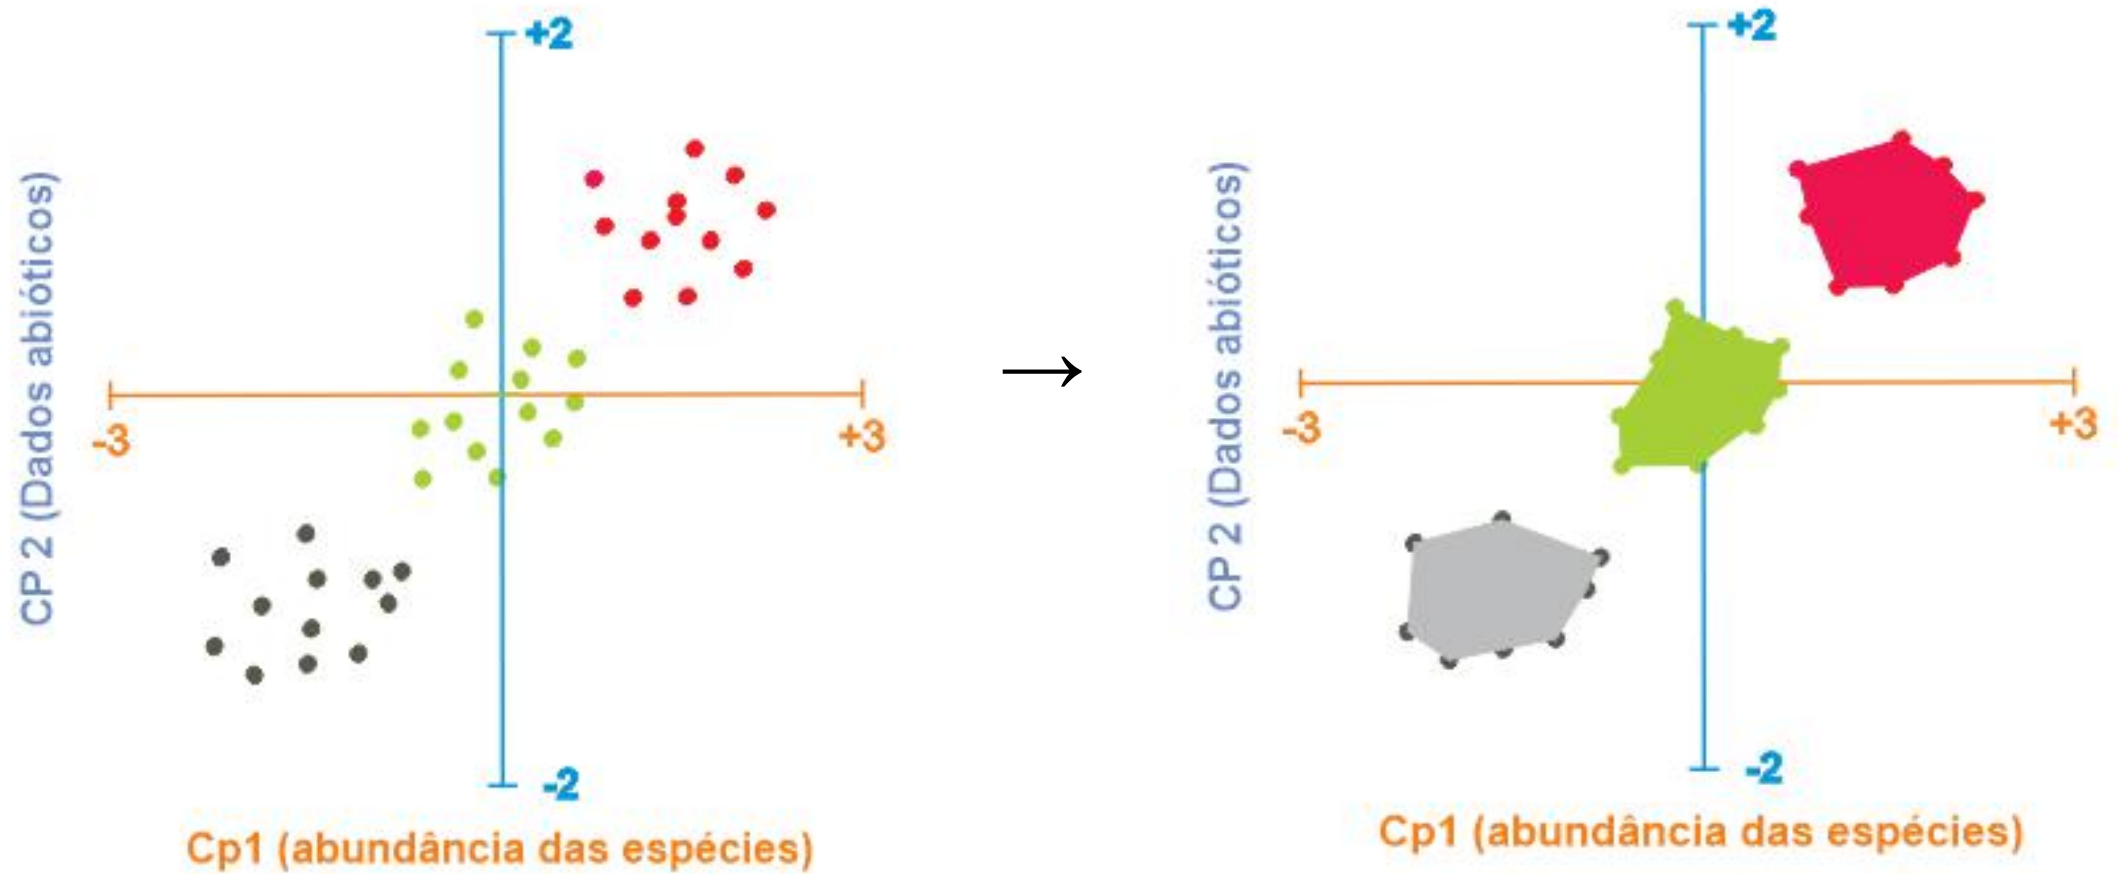 +2
CP 2 (Dados abióticos)
-3
+3
-2
Cp1 (abundância das espécies)
→
+2
CP 2 (Dados abióticos)
-3
+3
-2
Cp1 (abundância das espécies)